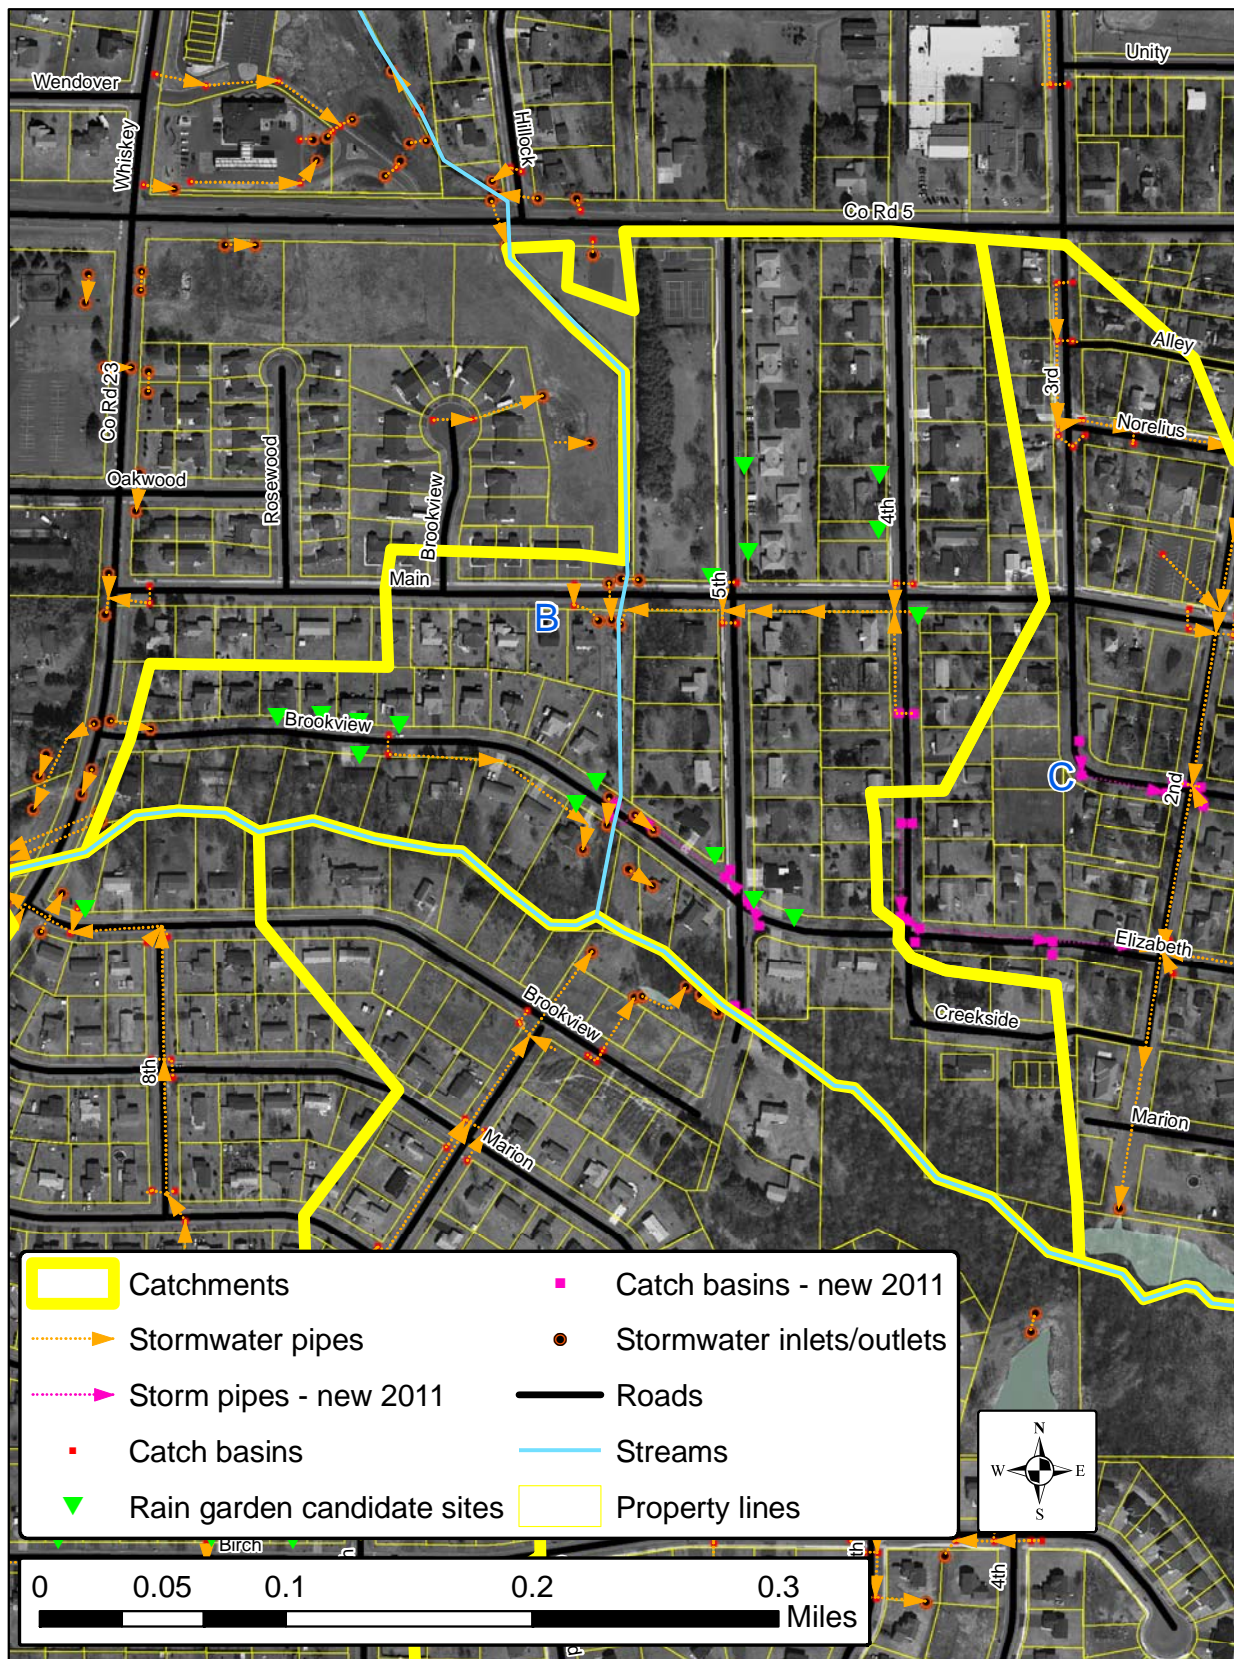 Unity
Wendover
Whiskey
Hillock
Co Rd 5
Alley
3rd
Co Rd 23
Norelius
Oakwood
Rosewood
Brookview
4th
Main
5th
B
Brookview
C
2nd
Elizabeth
Brookview
Creekside
8th
Marion
Marion
Catchments
Catch basins - new 2011
Stormwater pipes
Stormwater inlets/outlets
Storm pipes - new 2011
Roads
Catch basins
Streams
Rain garden candidate sites
Property lines
N
W E
S
Birch
4th
0 0.05 0.1 0.2 0.3
Miles